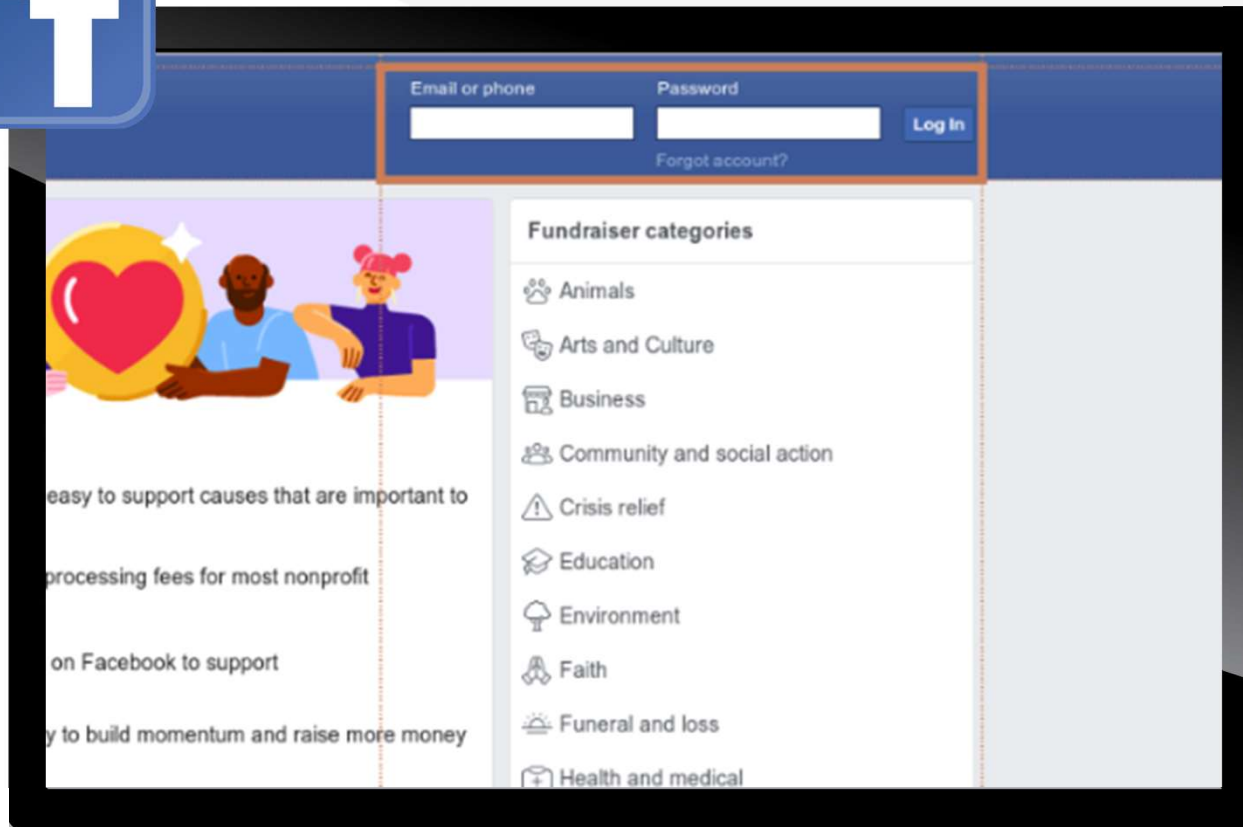 Email or phone
Password
Log In
Forgot account?
easy to support causes that are important to
processing fees for most nonprofit
on Facebook to support
y to build momentum and raise more money
Fundraiser categories
Animals
Arts and Culture
Business
Community and social action
Crisis relief
Education
Environment
Faith
Funeral and loss
Health and medical